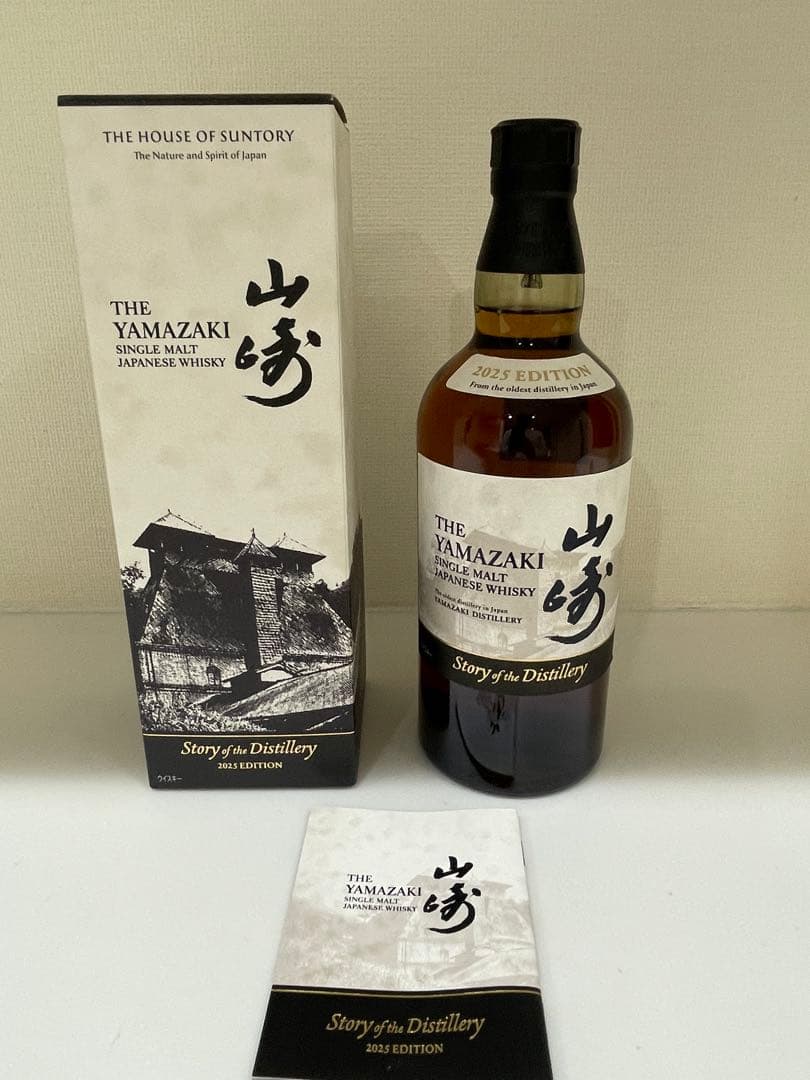 THE HOUSE OF SUNTORY
The Nature and Spirit of Japan
THE
YAMAZAKI
SINGLE MALT
JAPANESE WHISKY
山崎
Story of the Distillery
2025 EDITION
ウイスキー
2025 EDITION
From the oldest distillery in Japan
THE
YAMAZAKI
SINGLE MALT
JAPANESE WHISKY
The oldest distillery in Japan
YAMAZAKI DISTILLERY
山崎
Story of the Distillery
THE
YAMAZAKI
SINGLE MALT
JAPANESE WHISKY
山崎
Story of the Distillery
2025 EDITION